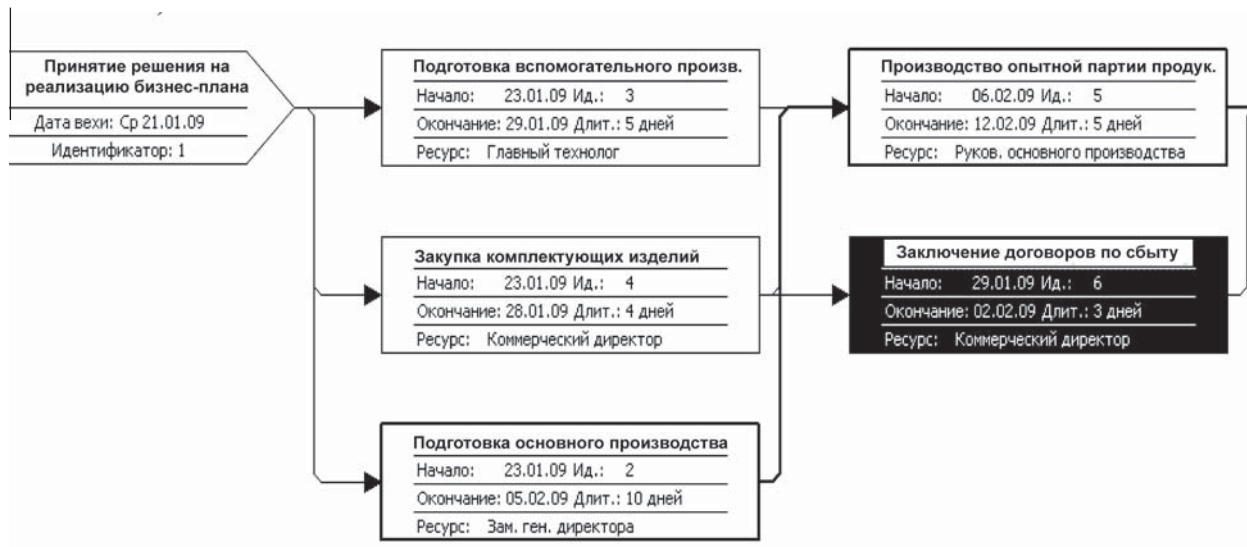 Принятие решения на
реализацию бизнес-плана
Дата вехи: Ср 21.01.09
Идентификатор: 1
Подготовка вспомогательного произв.
Начало: 23.01.09 Ид.: 3
Окончание: 29.01.09 Длит.: 5 дней
Ресурс: Главный технолог
Производство опытной партии продук.
Начало: 06.02.09 Ид.: 5
Окончание: 12.02.09 Длит.: 5 дней
Ресурс: Руков. основного производства
Закупка комплектующих изделий
Начало: 23.01.09 Ид.: 4
Окончание: 28.01.09 Длит.: 4 дней
Ресурс: Коммерческий директор
Заключение договоров по сбыту
Начало: 29.01.09 Ид.: 6
Окончание: 02.02.09 Длит.: 3 дней
Ресурс: Коммерческий директор
Подготовка основного производства
Начало: 23.01.09 Ид.: 2
Окончание: 05.02.09 Длит.: 10 дней
Ресурс: Зам. ген. директора